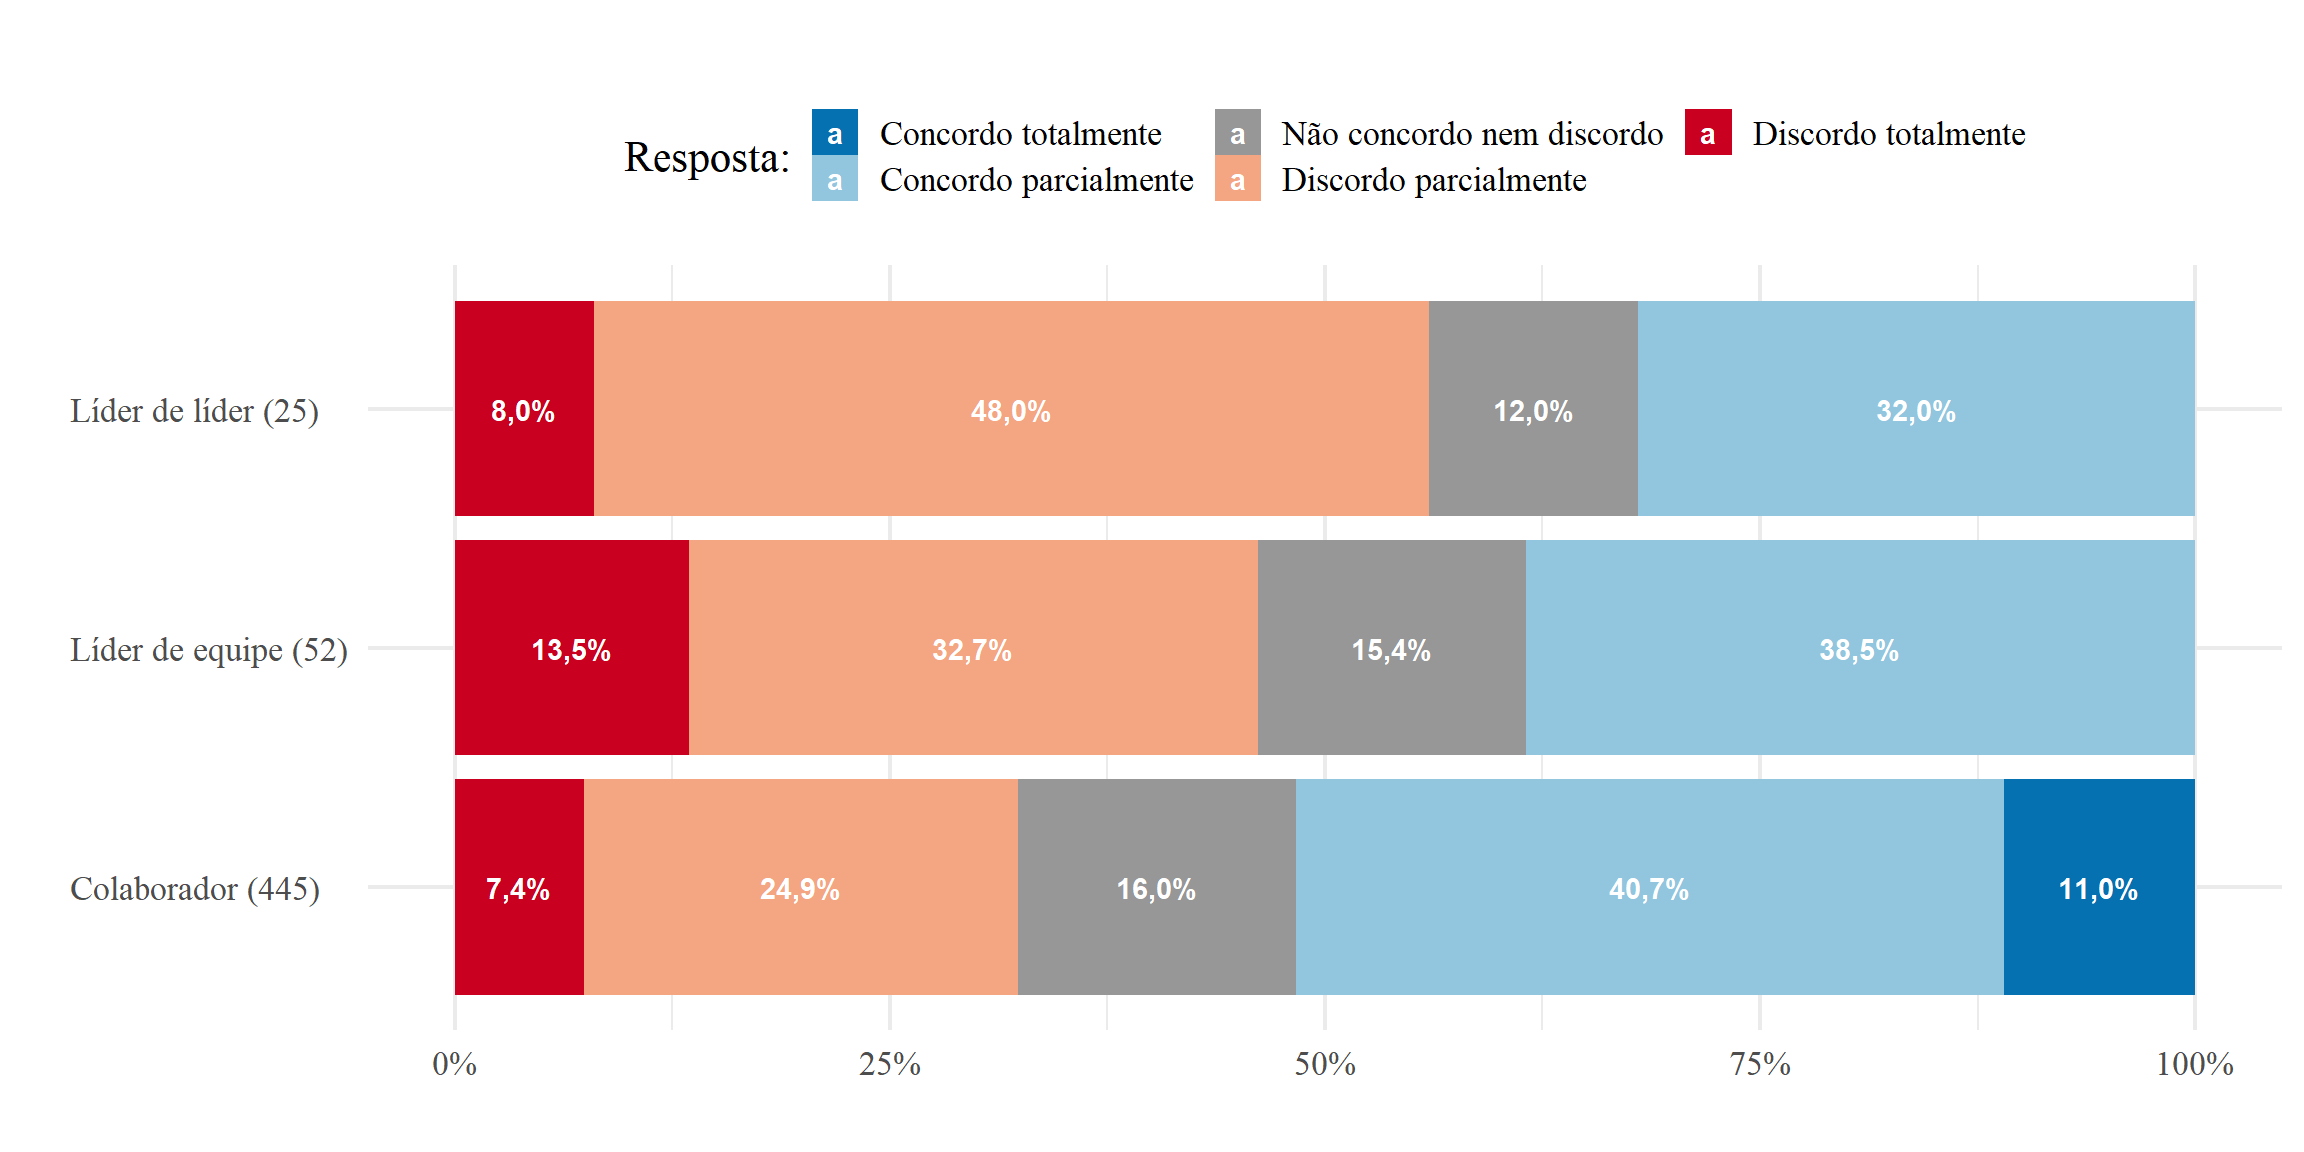 Resposta:
a Concordo totalmente
a Concordo parcialmente
a Não concordo nem discordo
a Discordo parcialmente
a Discordo totalmente
Líder de líder (25)
8,0% 48,0% 12,0% 32,0%
Líder de equipe (52)
13,5% 32,7% 15,4% 38,5%
Colaborador (445)
7,4% 24,9% 16,0% 40,7% 11,0%
0% 25% 50% 75% 100%